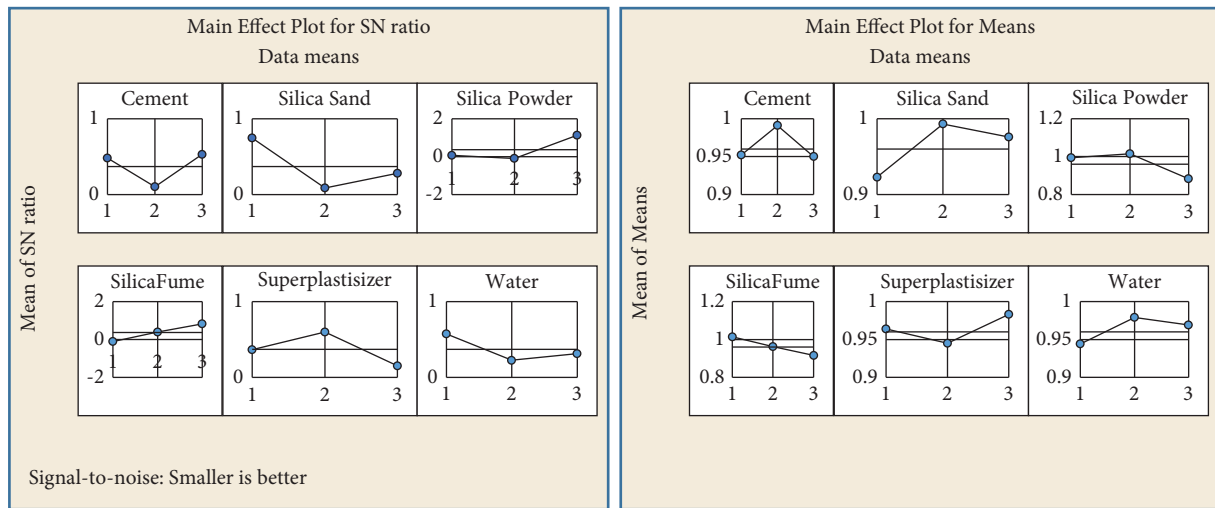 Main Effect Plot for SN ratio
Data means
Mean of SN ratio
Cement
1
0
1 2 3
Silica Sand
1
0
1 2 3
Silica Powder
2
0
-2
1 2 3
SilicaFume
2
0
-2
1 2 3
Superplastisizer
1
0
1 2 3
Water
1
0
1 2 3
Signal-to-noise: Smaller is better
Main Effect Plot for Means
Data means
Mean of Means
Cement
1
0.95
0.9
1 2 3
Silica Sand
1
0.9
1 2 3
Silica Powder
1.2
1
0.8
1 2 3
SilicaFume
1.2
1
0.8
1 2 3
Superplastisizer
1
0.95
0.9
1 2 3
Water
1
0.95
0.9
1 2 3